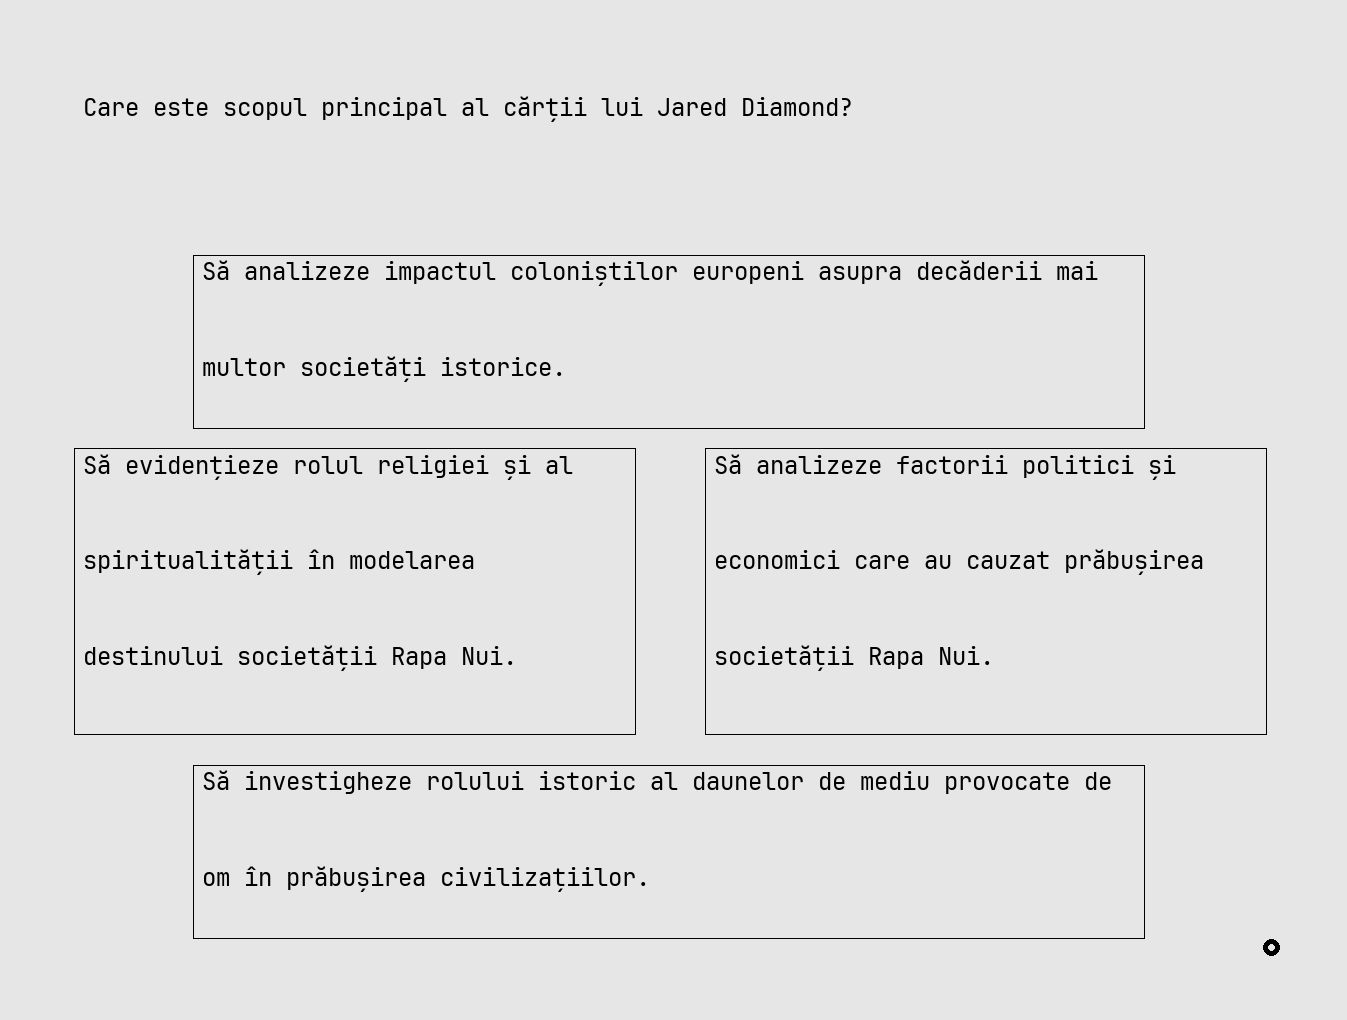 Care este scopul principal al cărții lui Jared Diamond?
Să analizeze impactul coloniștilor europeni asupra decăderii mai
multor societăți istorice.
Să evidențieze rolul religiei și al
spiritualității în modelarea
destinului societății Rapa Nui.
Să analizeze factorii politici și
economici care au cauzat prăbușirea
societății Rapa Nui.
Să investigheze rolului istoric al daunelor de mediu provocate de
om în prăbușirea civilizațiilor.